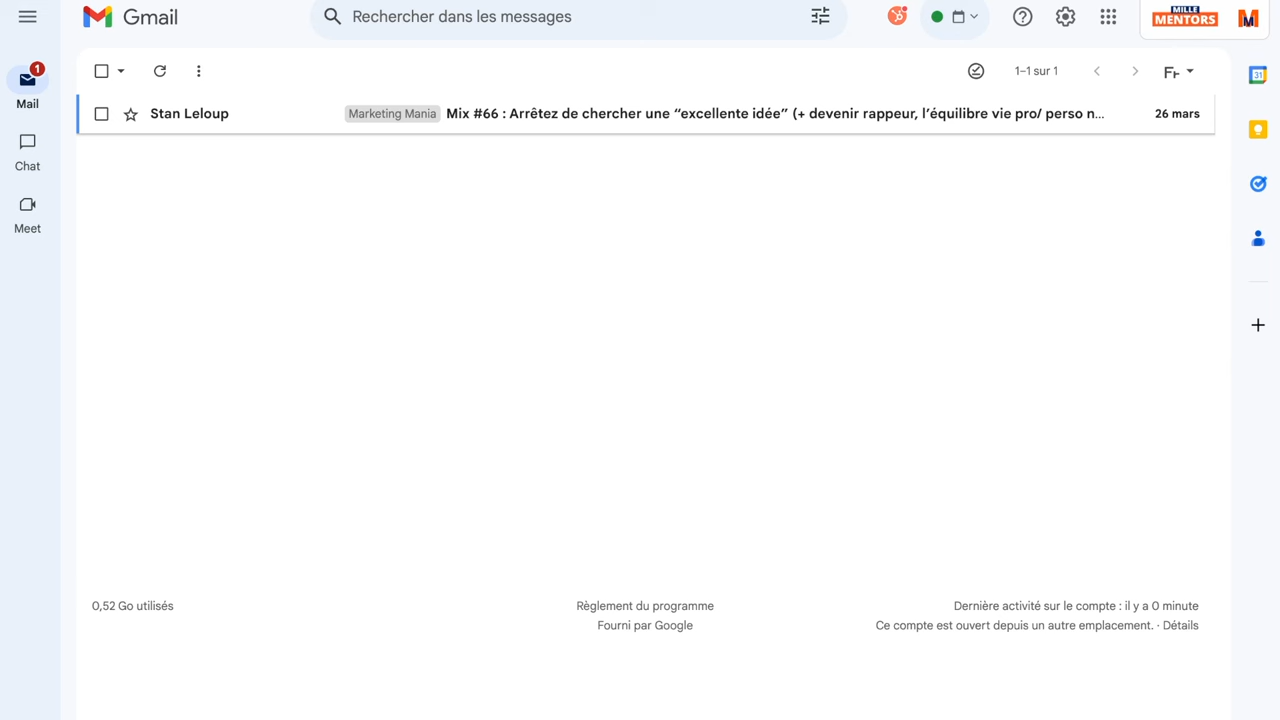 Gmail
Rechercher dans les messages
MILLE
MENTORS
M
1
Mail
Chat
Meet
1–1 sur 1
Fr
31
Stan Leloup
Marketing Mania
Mix #66 : Arrêtez de chercher une “excellente idée” (+ devenir rappeur, l’équilibre vie pro/ perso n…
26 mars
0,52 Go utilisés
Règlement du programme
Fourni par Google
Dernière activité sur le compte : il y a 0 minute
Ce compte est ouvert depuis un autre emplacement. · Détails